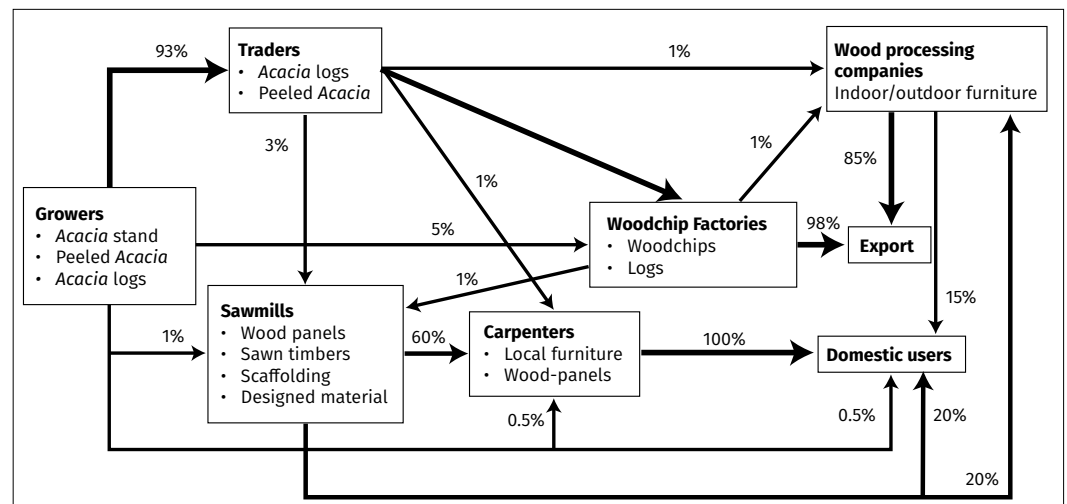 93%
Traders
• Acacia logs
• Peeled Acacia
1%
Wood processing
companies
Indoor/outdoor furniture
3%
1%
1%
85%
Growers
• Acacia stand
• Peeled Acacia
• Acacia logs
5%
Woodchip Factories
• Woodchips
• Logs
98%
Export
1%
15%
1%
Sawmills
• Wood panels
• Sawn timbers
• Scaffolding
• Designed material
60%
Carpenters
• Local furniture
• Wood-panels
100%
Domestic users
0.5%
0.5%
20%
20%